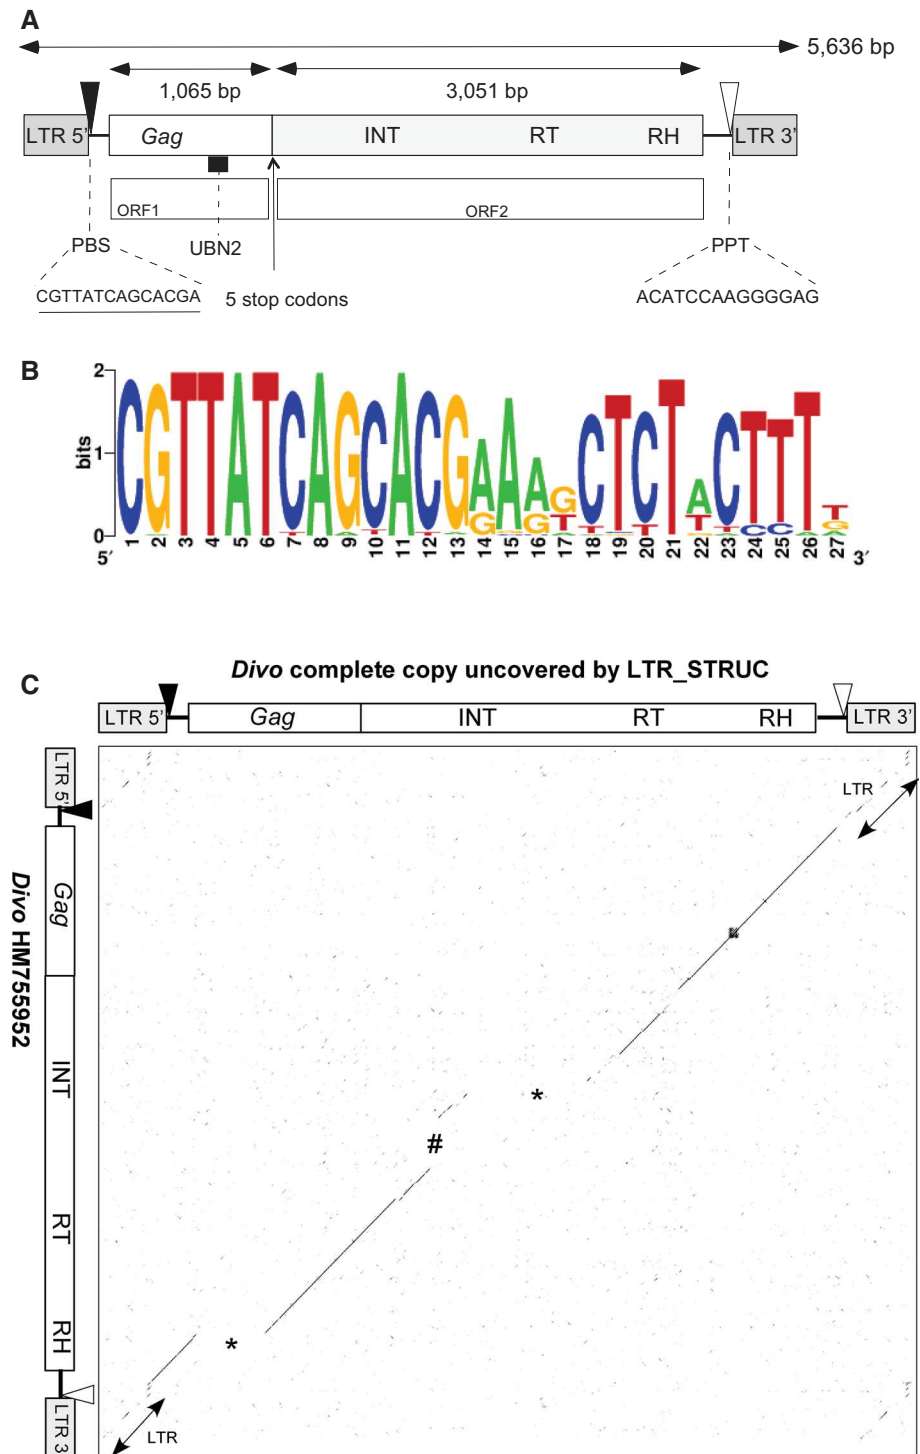 A
5,636 bp
1,065 bp
3,051 bp
LTR 5’
Gag
INT
RT
RH
LTR 3’
ORF1
ORF2
PBS
UBN2
PPT
CGTTATCAGCACGA
5 stop codons
ACATCCAAGGGGAG
B
2
1
0
bits
CGTTATCAGCACGAAAGCTCTACTTTT
GGTT
CC
G
1 2 3 4 5 6 7 8 9 10 11 12 13 14 15 16 17 18 19 20 21 22 23 24 25 26 27
5′
3′
C
Divo complete copy uncovered by LTR_STRUC
LTR 5’
Gag
INT
RT
RH
LTR 3’
LTR 5’
Gag
INT
RT
RH
LTR 3
Divo HM755952
LTR
*
#
*
LTR